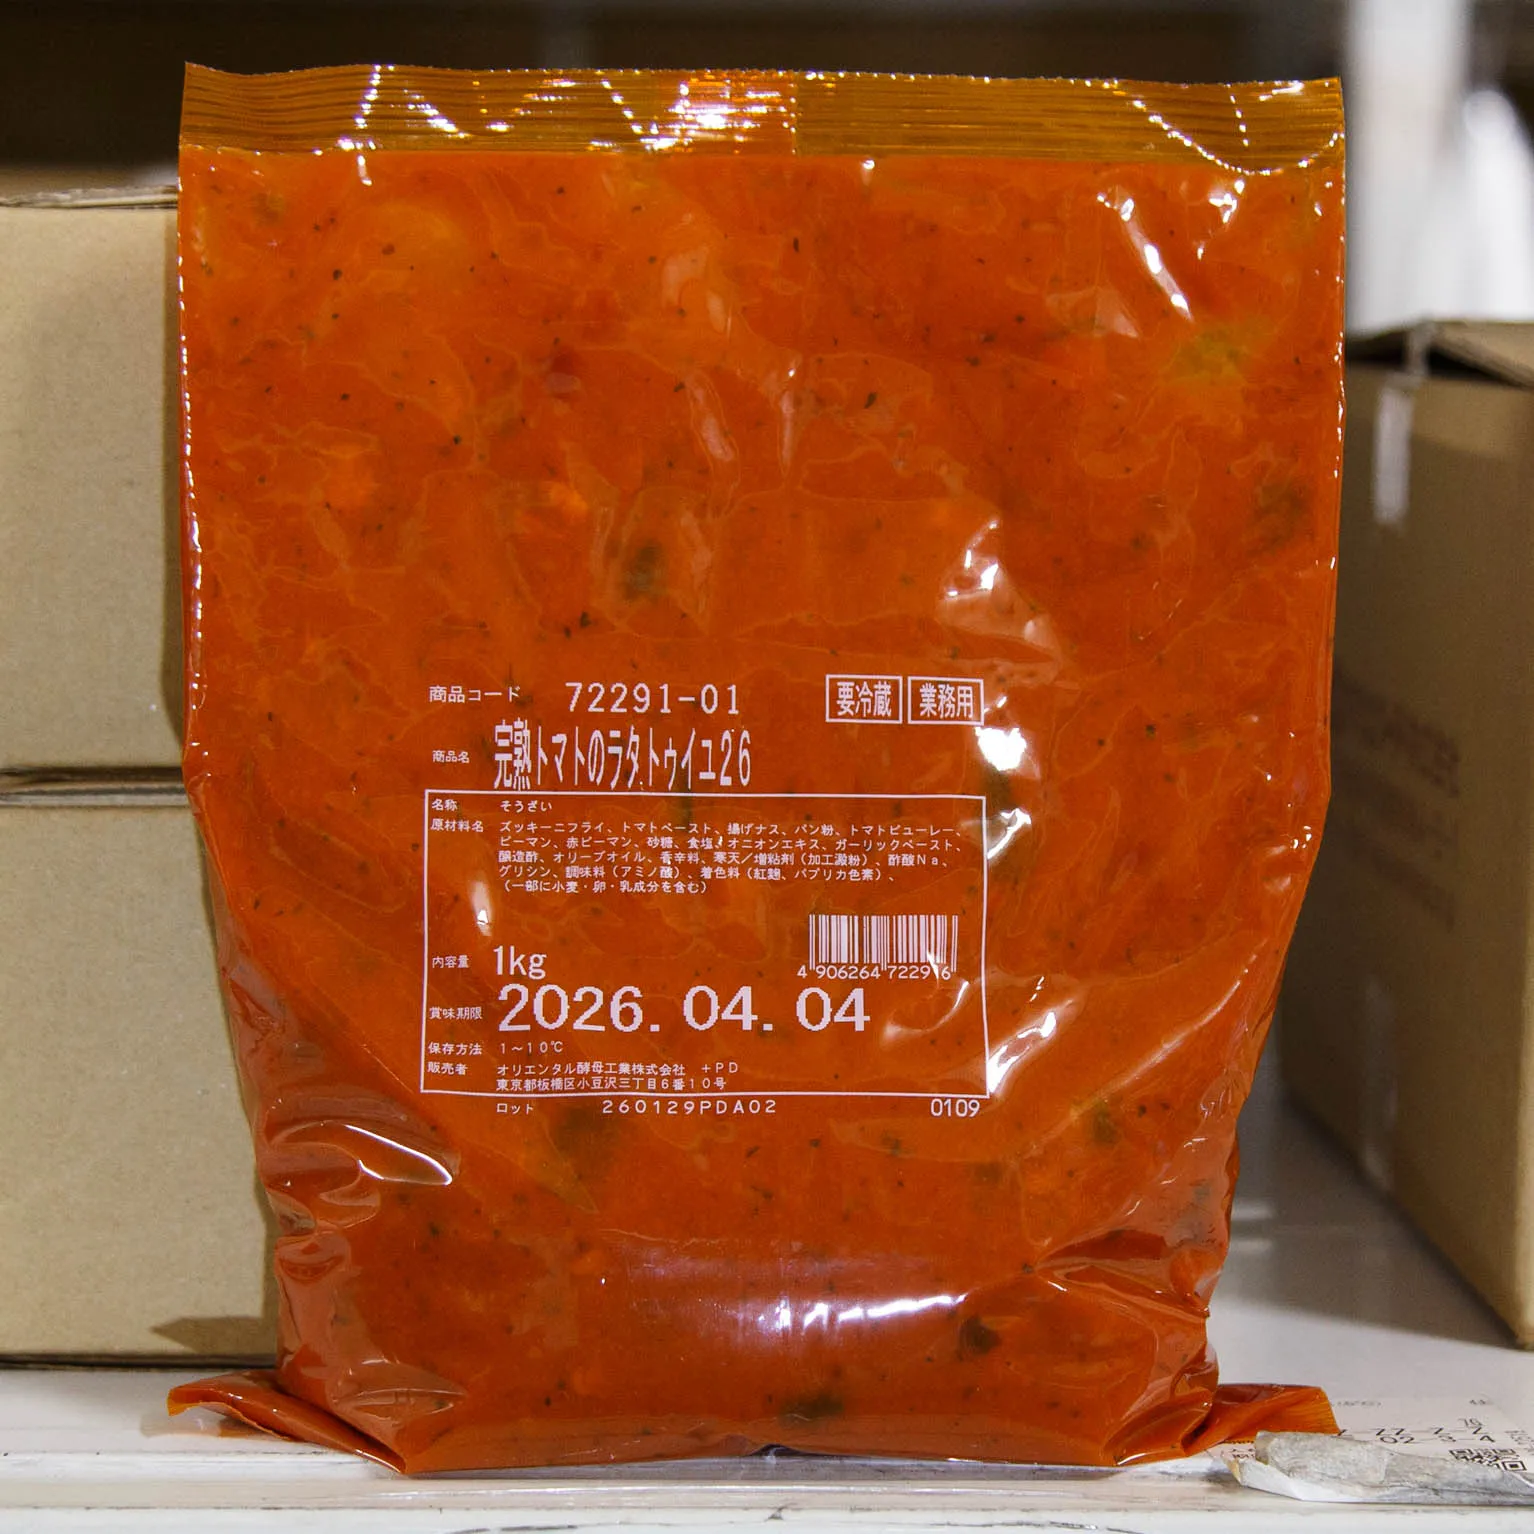 商品コード 72291-01 要冷蔵 業務用
商品名 完熟トマトのラタトゥイユ26
名称 そうざい
原材料名 ズッキーニフライ、トマトペースト、揚げナス、パン粉、トマトピューレー、
ピーマン、赤ピーマン、砂糖、食塩、オニオンエキス、ガーリックペースト、
醸造酢、オリーブオイル、香辛料、寒天／増粘剤（加工澱粉）、酢酸Ｎａ、
グリシン、調味料（アミノ酸）、着色料（紅麹、パプリカ色素）、
（一部に小麦・卵・乳成分を含む）
4 906264 722916
内容量 1kg
賞味期限 2026.04.04
保存方法 1～10℃
販売者 オリエンタル酵母工業株式会社 ＋ＰＤ
東京都板橋区小豆沢三丁目6番10号
ロット 260129PDA02 0109